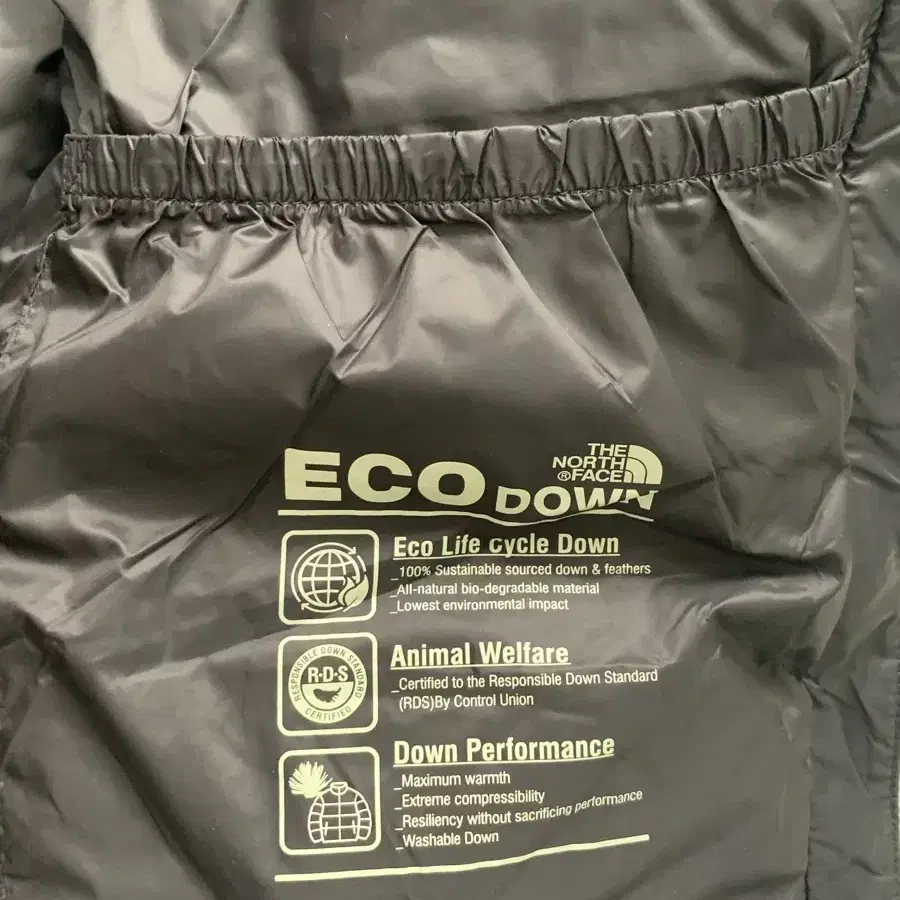 THE
NORTH
®FACE
ECO DOWN
Eco Life cycle Down
_100% Sustainable sourced down & feathers
_All-natural bio-degradable material
_Lowest environmental impact
RESPONSIBLE DOWN STANDARD
R·D·S
CERTIFIED
Animal Welfare
_Certified to the Responsible Down Standard
(RDS)By Control Union
Down Performance
_Maximum warmth
_Extreme compressibility
_Resiliency without sacrificing performance
_Washable Down